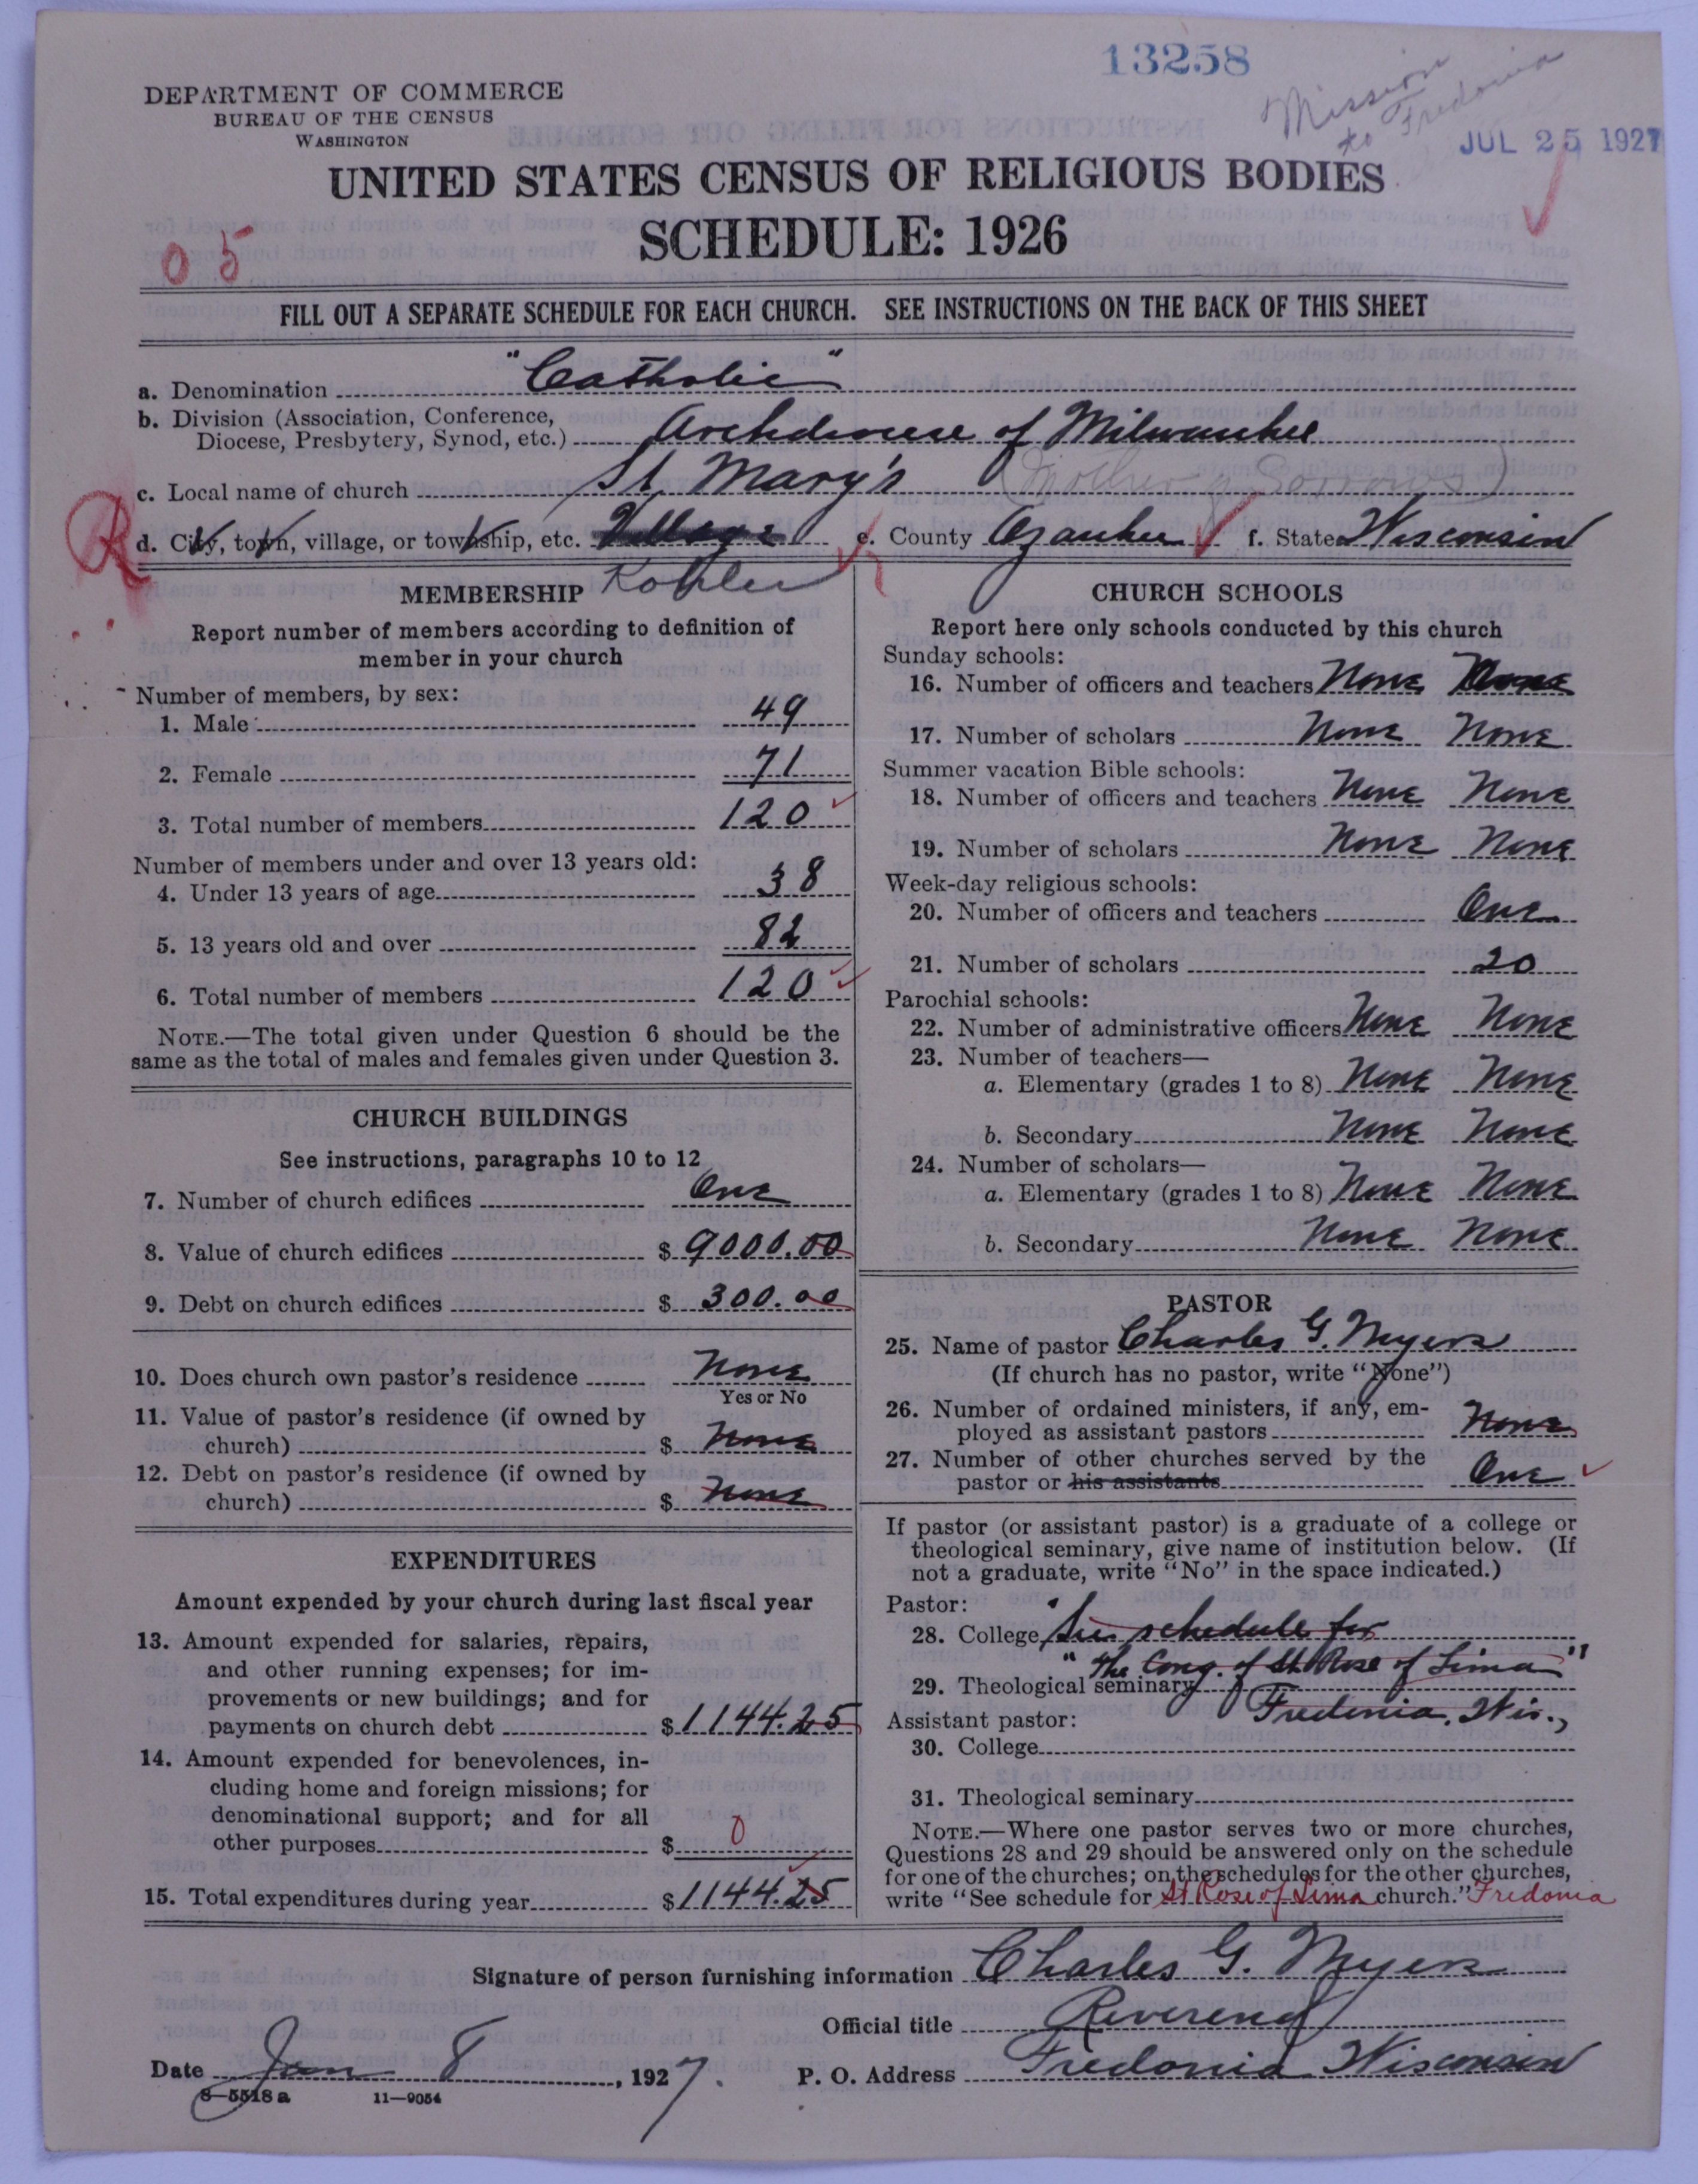 13258
Mission
to Fredonia
JUL 25 1927
DEPARTMENT OF COMMERCE
BUREAU OF THE CENSUS
WASHINGTON
UNITED STATES CENSUS OF RELIGIOUS BODIES
SCHEDULE: 1926
05
FILL OUT A SEPARATE SCHEDULE FOR EACH CHURCH. SEE INSTRUCTIONS ON THE BACK OF THIS SHEET
a. Denomination "Catholic"
b. Division (Association, Conference,
Diocese, Presbytery, Synod, etc.) Archdiocese of Milwaukee
c. Local name of church St. Mary's (Mother of Sorrows)
R
d. City, town, village, or township, etc. Village e. County Ozaukee f. State Wisconsin
Kohler
MEMBERSHIP
Report number of members according to definition of
member in your church
Number of members, by sex:
1. Male 49
2. Female 71
3. Total number of members 120
Number of members under and over 13 years old:
4. Under 13 years of age 38
5. 13 years old and over 82
6. Total number of members 120
NOTE.—The total given under Question 6 should be the
same as the total of males and females given under Question 3.
CHURCH BUILDINGS
See instructions, paragraphs 10 to 12
7. Number of church edifices One
8. Value of church edifices $ 9000.00
9. Debt on church edifices $ 300.00
10. Does church own pastor's residence None
Yes or No
11. Value of pastor's residence (if owned by
church) $ None
12. Debt on pastor's residence (if owned by
church) $ None
EXPENDITURES
Amount expended by your church during last fiscal year
13. Amount expended for salaries, repairs,
and other running expenses; for im-
provements or new buildings; and for
payments on church debt $ 1144.25
14. Amount expended for benevolences, in-
cluding home and foreign missions; for
denominational support; and for all
other purposes $ 0
15. Total expenditures during year $ 1144.25
CHURCH SCHOOLS
Report here only schools conducted by this church
Sunday schools:
16. Number of officers and teachers None None
17. Number of scholars None None
Summer vacation Bible schools:
18. Number of officers and teachers None None
19. Number of scholars None None
Week-day religious schools:
20. Number of officers and teachers One
21. Number of scholars 20
Parochial schools:
22. Number of administrative officers None None
23. Number of teachers—
a. Elementary (grades 1 to 8) None None
b. Secondary None None
24. Number of scholars—
a. Elementary (grades 1 to 8) None None
b. Secondary None None
PASTOR
25. Name of pastor Charles G. Meyers
(If church has no pastor, write "None")
26. Number of ordained ministers, if any, em-
ployed as assistant pastors None
27. Number of other churches served by the
pastor or his assistants One
If pastor (or assistant pastor) is a graduate of a college or
theological seminary, give name of institution below. (If
not a graduate, write "No" in the space indicated.)
Pastor:
28. College "See schedule for
"The Cong. of St. Rose of Lima"
29. Theological seminary
Fredonia, Wis.,
Assistant pastor:
30. College
31. Theological seminary
NOTE.—Where one pastor serves two or more churches,
Questions 28 and 29 should be answered only on the schedule
for one of the churches; on the schedules for the other churches,
write "See schedule for St Rose of Lima church." Fredonia
Signature of person furnishing information Charles G. Meyers
Official title Reverend
Date Jan 8, 1927. P. O. Address Fredonia Wisconsin
8—5518 a 11—9054